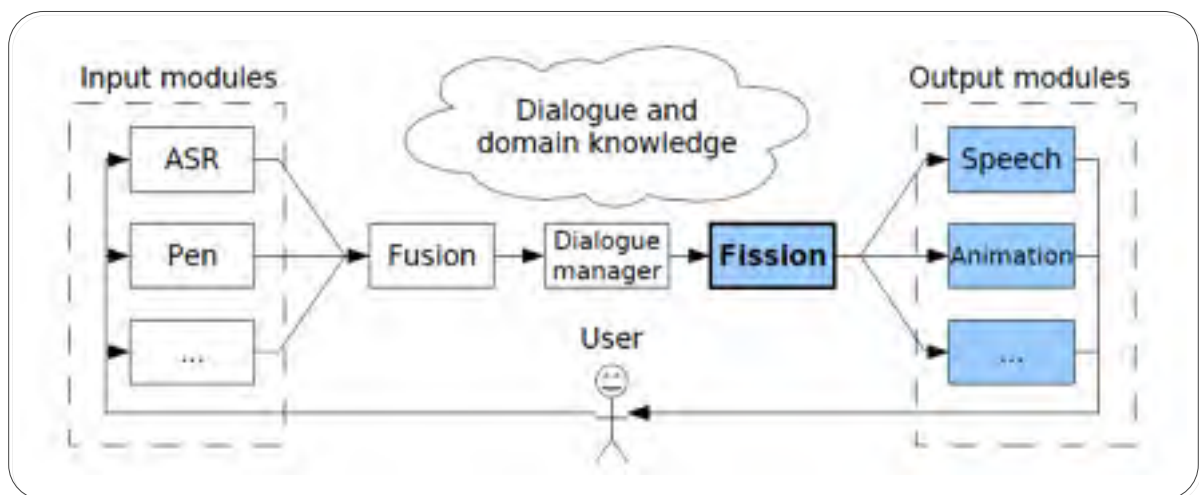 Input modules
Output modules
Dialogue and
domain knowledge
ASR
Speech
Pen
Fusion
Dialogue
manager
Fission
Animation
...
User
...